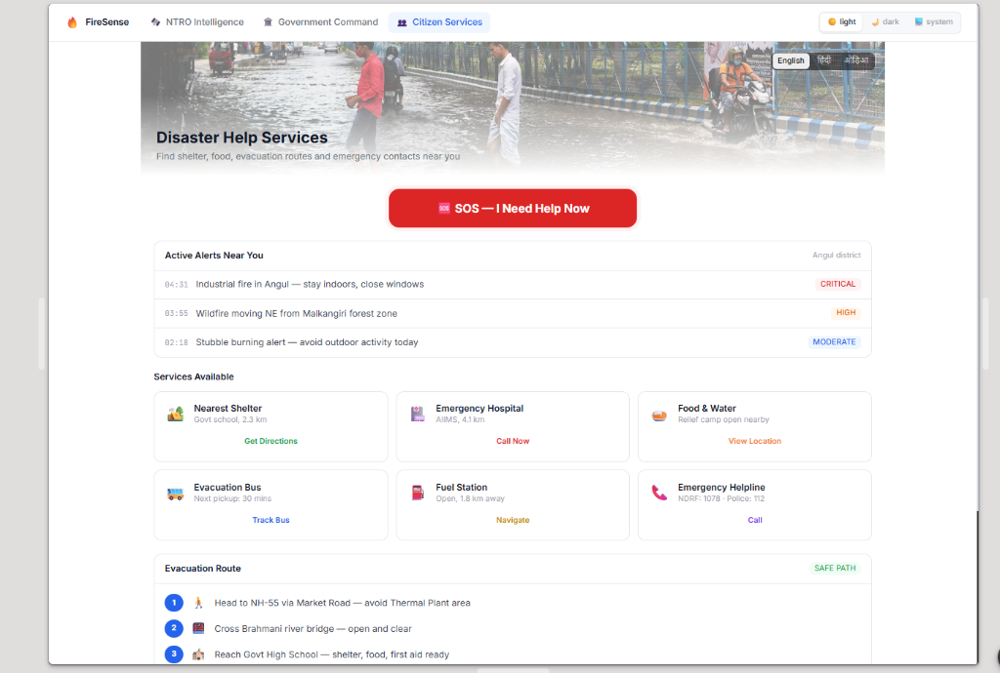 FireSense NTRO Intelligence Government Command Citizen Services light dark system
English हिंदी ଓଡ଼ିଆ
Disaster Help Services
Find shelter, food, evacuation routes and emergency contacts near you
SOS SOS — I Need Help Now
Active Alerts Near You Angul district
04:31 Industrial fire in Angul — stay indoors, close windows CRITICAL
03:55 Wildfire moving NE from Malkangiri forest zone HIGH
02:18 Stubble burning alert — avoid outdoor activity today MODERATE
Services Available
Nearest Shelter
Govt school, 2.3 km
Get Directions
Emergency Hospital
AIIMS, 4.1 km
Call Now
Food & Water
Relief camp open nearby
View Location
Evacuation Bus
Next pickup: 30 mins
Track Bus
Fuel Station
Open, 1.8 km away
Navigate
Emergency Helpline
NDRF: 1078 · Police: 112
Call
Evacuation Route SAFE PATH
1 Head to NH-55 via Market Road — avoid Thermal Plant area
2 Cross Brahmani river bridge — open and clear
3 Reach Govt High School — shelter, food, first aid ready